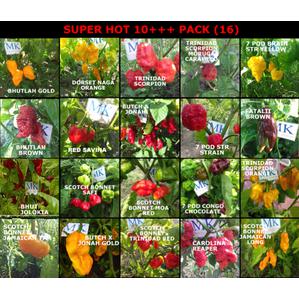 SUPER HOT 10+++ PACK (16)
MK
BHUTLAH GOLD
DORSET NAGA
ORANGE
TRINIDAD
SCORPION
TRINIDAD
SCORPION
MORUGA
CARAMEL
7 POD BRAIN
STR YELLOW
BHUTLAH
BROWN
RED SAVINA
BUTCH &
JONAH
7 POD STR
STRAIN
FATALII
BROWN
BHUT
JOLOKIA
SCOTCH
BONNET
SAFI
SCOTCH
BONNET MOA
RED
7 POD CONGO
CHOCOLATE
TRINIDAD
SCORPION
ORANGE
SCOTCH
BONNET
JAMAICAN
BUTCH X
JONAH GOLD
SCOTCH
BONNET
TRINIDAD RED
CAROLINA
REAPER
SCOTCH
BONNET
JAMAICAN
LONG